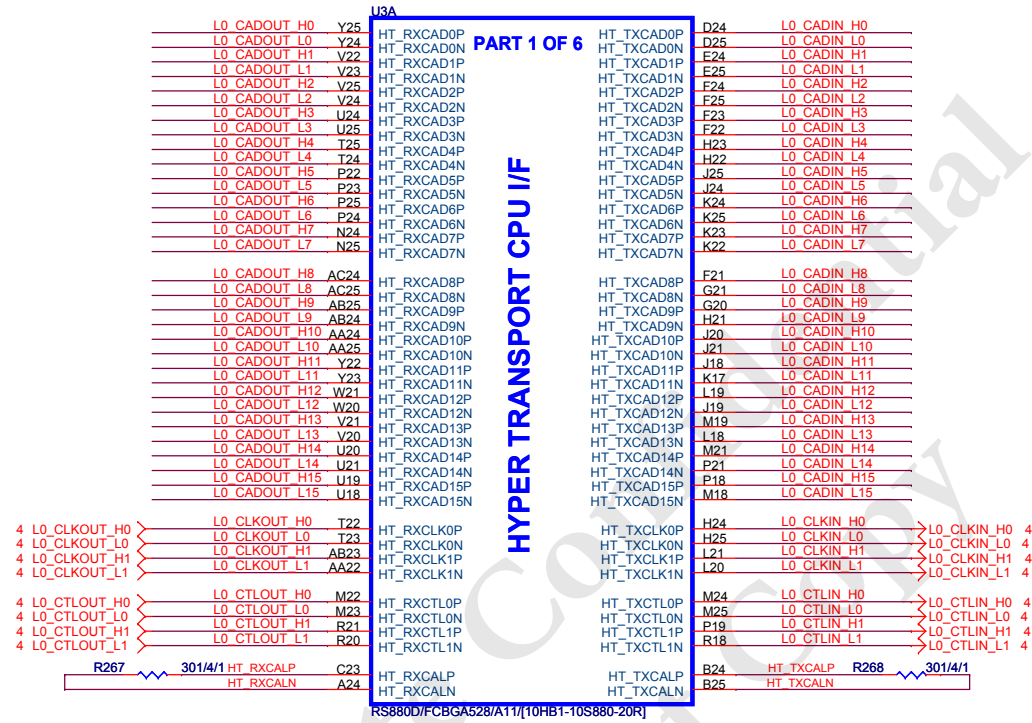 U3A
PART 1 OF 6
HYPER TRANSPORT CPU I/F
L0_CADOUT_H0 Y25 HT_RXCAD0P HT_TXCAD0P D24 L0_CADIN_H0
L0_CADOUT_L0 Y24 HT_RXCAD0N HT_TXCAD0N D25 L0_CADIN_L0
L0_CADOUT_H1 V22 HT_RXCAD1P HT_TXCAD1P E24 L0_CADIN_H1
L0_CADOUT_L1 V23 HT_RXCAD1N HT_TXCAD1N E25 L0_CADIN_L1
L0_CADOUT_H2 V25 HT_RXCAD2P HT_TXCAD2P F24 L0_CADIN_H2
L0_CADOUT_L2 V24 HT_RXCAD2N HT_TXCAD2N F25 L0_CADIN_L2
L0_CADOUT_H3 U24 HT_RXCAD3P HT_TXCAD3P F23 L0_CADIN_H3
L0_CADOUT_L3 U25 HT_RXCAD3N HT_TXCAD3N F22 L0_CADIN_L3
L0_CADOUT_H4 T25 HT_RXCAD4P HT_TXCAD4P H23 L0_CADIN_H4
L0_CADOUT_L4 T24 HT_RXCAD4N HT_TXCAD4N H22 L0_CADIN_L4
L0_CADOUT_H5 P22 HT_RXCAD5P HT_TXCAD5P J25 L0_CADIN_H5
L0_CADOUT_L5 P23 HT_RXCAD5N HT_TXCAD5N J24 L0_CADIN_L5
L0_CADOUT_H6 P25 HT_RXCAD6P HT_TXCAD6P K24 L0_CADIN_H6
L0_CADOUT_L6 P24 HT_RXCAD6N HT_TXCAD6N K25 L0_CADIN_L6
L0_CADOUT_H7 N24 HT_RXCAD7P HT_TXCAD7P K23 L0_CADIN_H7
L0_CADOUT_L7 N25 HT_RXCAD7N HT_TXCAD7N K22 L0_CADIN_L7
L0_CADOUT_H8 AC24 HT_RXCAD8P HT_TXCAD8P F21 L0_CADIN_H8
L0_CADOUT_L8 AC25 HT_RXCAD8N HT_TXCAD8N G21 L0_CADIN_L8
L0_CADOUT_H9 AB25 HT_RXCAD9P HT_TXCAD9P G20 L0_CADIN_H9
L0_CADOUT_L9 AB24 HT_RXCAD9N HT_TXCAD9N H21 L0_CADIN_L9
L0_CADOUT_H10 AA24 HT_RXCAD10P HT_TXCAD10P J20 L0_CADIN_H10
L0_CADOUT_L10 AA25 HT_RXCAD10N HT_TXCAD10N J21 L0_CADIN_L10
L0_CADOUT_H11 Y22 HT_RXCAD11P HT_TXCAD11P J18 L0_CADIN_H11
L0_CADOUT_L11 Y23 HT_RXCAD11N HT_TXCAD11N K17 L0_CADIN_L11
L0_CADOUT_H12 W21 HT_RXCAD12P HT_TXCAD12P L19 L0_CADIN_H12
L0_CADOUT_L12 W20 HT_RXCAD12N HT_TXCAD12N J19 L0_CADIN_L12
L0_CADOUT_H13 V21 HT_RXCAD13P HT_TXCAD13P M19 L0_CADIN_H13
L0_CADOUT_L13 V20 HT_RXCAD13N HT_TXCAD13N L18 L0_CADIN_L13
L0_CADOUT_H14 U20 HT_RXCAD14P HT_TXCAD14P M21 L0_CADIN_H14
L0_CADOUT_L14 U21 HT_RXCAD14N HT_TXCAD14N P21 L0_CADIN_L14
L0_CADOUT_H15 U19 HT_RXCAD15P HT_TXCAD15P P18 L0_CADIN_H15
L0_CADOUT_L15 U18 HT_RXCAD15N HT_TXCAD15N M18 L0_CADIN_L15
4 L0_CLKOUT_H0 L0_CLKOUT_H0 T22 HT_RXCLK0P HT_TXCLK0P H24 L0_CLKIN_H0 L0_CLKIN_H0 4
4 L0_CLKOUT_L0 L0_CLKOUT_L0 T23 HT_RXCLK0N HT_TXCLK0N H25 L0_CLKIN_L0 L0_CLKIN_L0 4
4 L0_CLKOUT_H1 L0_CLKOUT_H1 AB23 HT_RXCLK1P HT_TXCLK1P L21 L0_CLKIN_H1 L0_CLKIN_H1 4
4 L0_CLKOUT_L1 L0_CLKOUT_L1 AA22 HT_RXCLK1N HT_TXCLK1N L20 L0_CLKIN_L1 L0_CLKIN_L1 4
4 L0_CTLOUT_H0 L0_CTLOUT_H0 M22 HT_RXCTL0P HT_TXCTL0P M24 L0_CTLIN_H0 L0_CTLIN_H0 4
4 L0_CTLOUT_L0 L0_CTLOUT_L0 M23 HT_RXCTL0N HT_TXCTL0N M25 L0_CTLIN_L0 L0_CTLIN_L0 4
4 L0_CTLOUT_H1 L0_CTLOUT_H1 R21 HT_RXCTL1P HT_TXCTL1P P19 L0_CTLIN_H1 L0_CTLIN_H1 4
4 L0_CTLOUT_L1 L0_CTLOUT_L1 R20 HT_RXCTL1N HT_TXCTL1N R18 L0_CTLIN_L1 L0_CTLIN_L1 4
R267 301/4/1 HT_RXCALP C23 HT_RXCALP HT_TXCALP B24 HT_TXCALP R268 301/4/1
HT_RXCALN A24 HT_RXCALN HT_TXCALN B25 HT_TXCALN
RS880D/FCBGA528/A11/[10HB1-10S880-20R]
Confidential
Copy